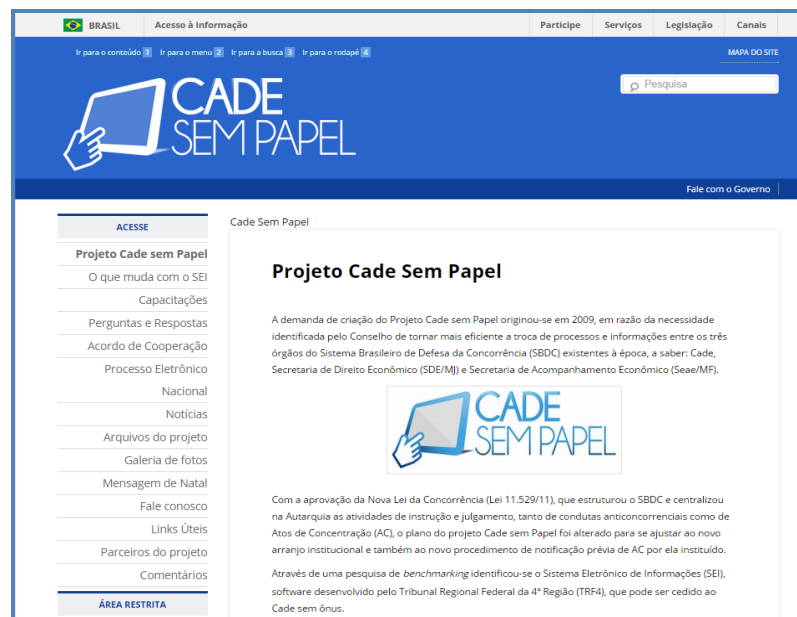 BRASIL Acesso à informação Participe Serviços Legislação Canais
Ir para o conteúdo 1 Ir para o menu 2 Ir para a busca 3 Ir para o rodapé 4 MAPA DO SITE
Pesquisa
CADE
SEM PAPEL
Fale com o Governo
ACESSE
Projeto Cade sem Papel
O que muda com o SEI
Capacitações
Perguntas e Respostas
Acordo de Cooperação
Processo Eletrônico
Nacional
Notícias
Arquivos do projeto
Galeria de fotos
Mensagem de Natal
Fale conosco
Links Úteis
Parceiros do projeto
Comentários
ÁREA RESTRITA
Cade Sem Papel
Projeto Cade Sem Papel
A demanda de criação do Projeto Cade sem Papel originou-se em 2009, em razão da necessidade
identificada pelo Conselho de tornar mais eficiente a troca de processos e informações entre os três
órgãos do Sistema Brasileiro de Defesa da Concorrência (SBDC) existentes à época, a saber: Cade,
Secretaria de Direito Econômico (SDE/MJ) e Secretaria de Acompanhamento Econômico (Seae/MF).
CADE
SEM PAPEL
Com a aprovação da Nova Lei da Concorrência (Lei 11.529/11), que estruturou o SBDC e centralizou
na Autarquia as atividades de instrução e julgamento, tanto de condutas anticoncorrenciais como de
Atos de Concentração (AC), o plano do projeto Cade sem Papel foi alterado para se ajustar ao novo
arranjo institucional e também ao novo procedimento de notificação prévia de AC por ela instituído.
Através de uma pesquisa de benchmarking identificou-se o Sistema Eletrônico de Informações (SEI),
software desenvolvido pelo Tribunal Regional Federal da 4ª Região (TRF4), que pode ser cedido ao
Cade sem ônus.